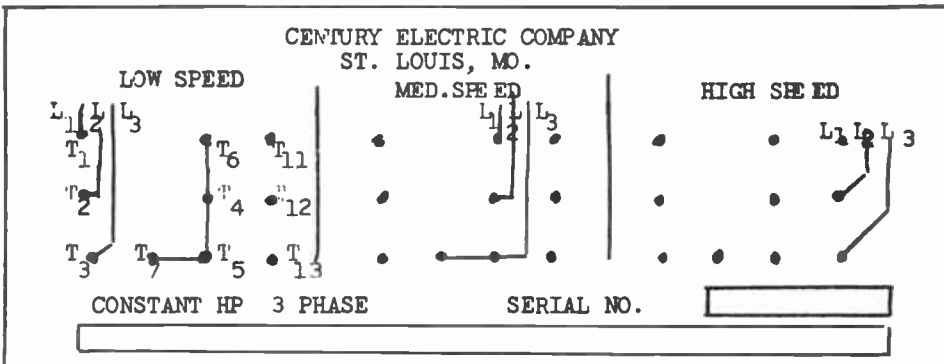 CENTURY ELECTRIC COMPANY
ST. LOUIS, MO.
LOW SPEED
MED.SPEED
HIGH SPEED
L1 L2 L3
L1 L2 L3
L1 L2 L3
T1 T6 T11
T2 T4 12
T3 T7 T5 T13
CONSTANT HP 3 PHASE SERIAL NO.